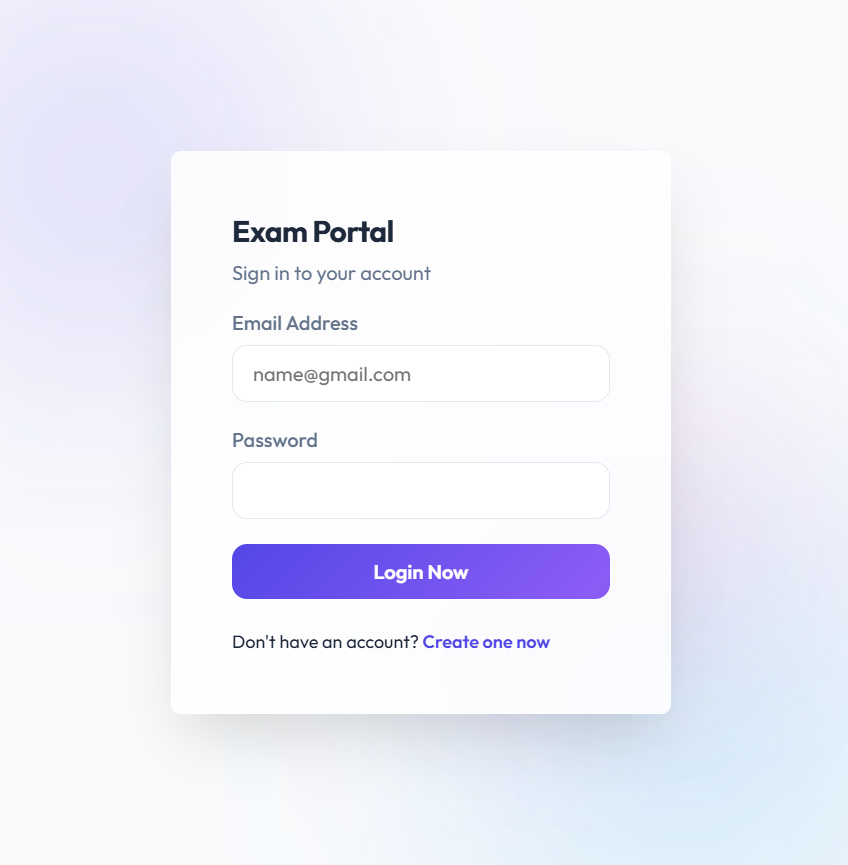 Exam Portal
Sign in to your account
Email Address
name@gmail.com
Password
Login Now
Don't have an account? Create one now